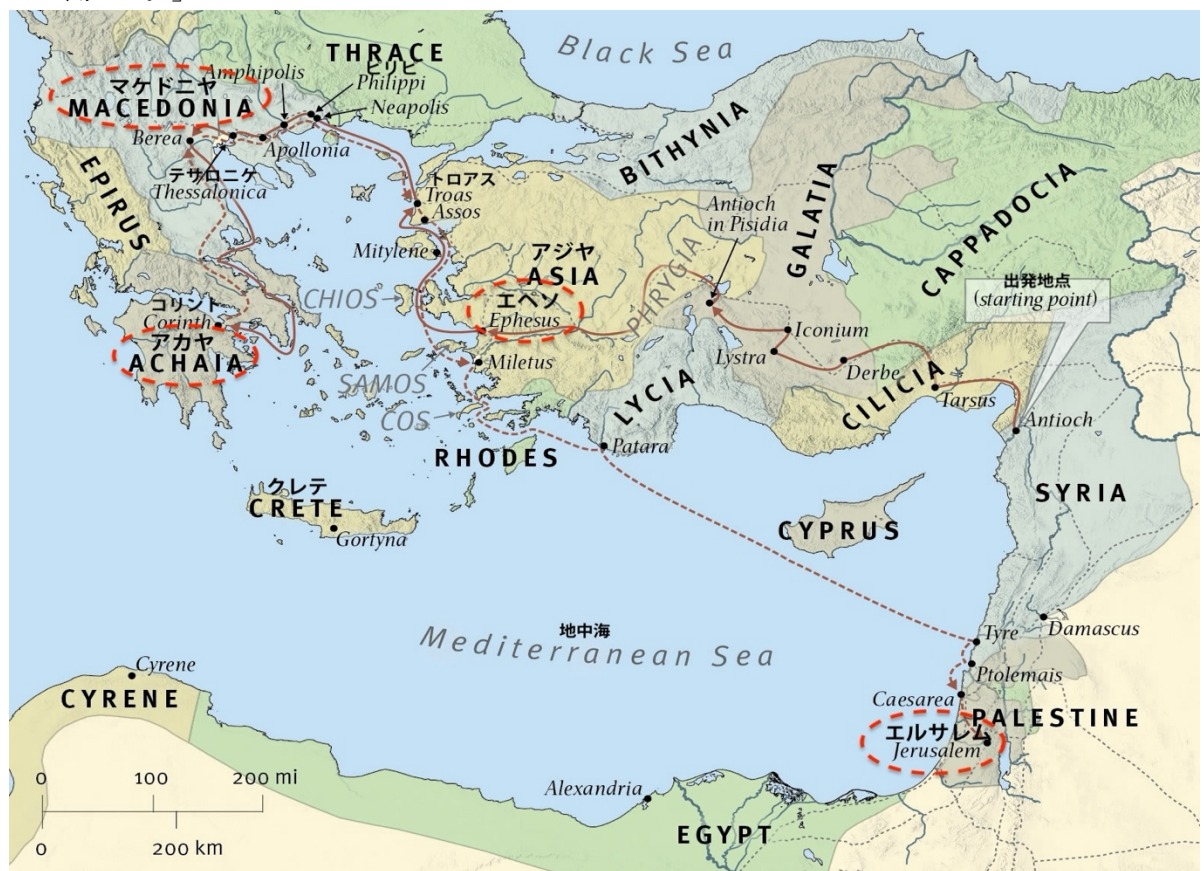 Black Sea
THRACE
ピリピ
Philippi
Amphipolis
Neapolis
マケドニヤ
MACEDONIA
Berea
Apollonia
テサロニケ
Thessalonica
EPIRUS
トロアス
Troas
Assos
Mitylene
BITHYNIA
GALATIA
CAPPADOCIA
Antioch
in Pisidia
アジヤ
ASIA
PHRYGIA
CHIOS
エペソ
Ephesus
出発地点
(starting point)
コリント
Corinth
アカヤ
ACHAIA
Iconium
Lystra
Derbe
Miletus
SAMOS
COS
LYCIA
CILICIA
Tarsus
Antioch
Patara
RHODES
SYRIA
クレテ
CRETE
Gortyna
CYPRUS
地中海
Mediterranean Sea
Tyre
Damascus
Ptolemais
Cyrene
CYRENE
Caesarea
PALESTINE
エルサレム
Jerusalem
0 100 200 mi
0 200 km
Alexandria
EGYPT